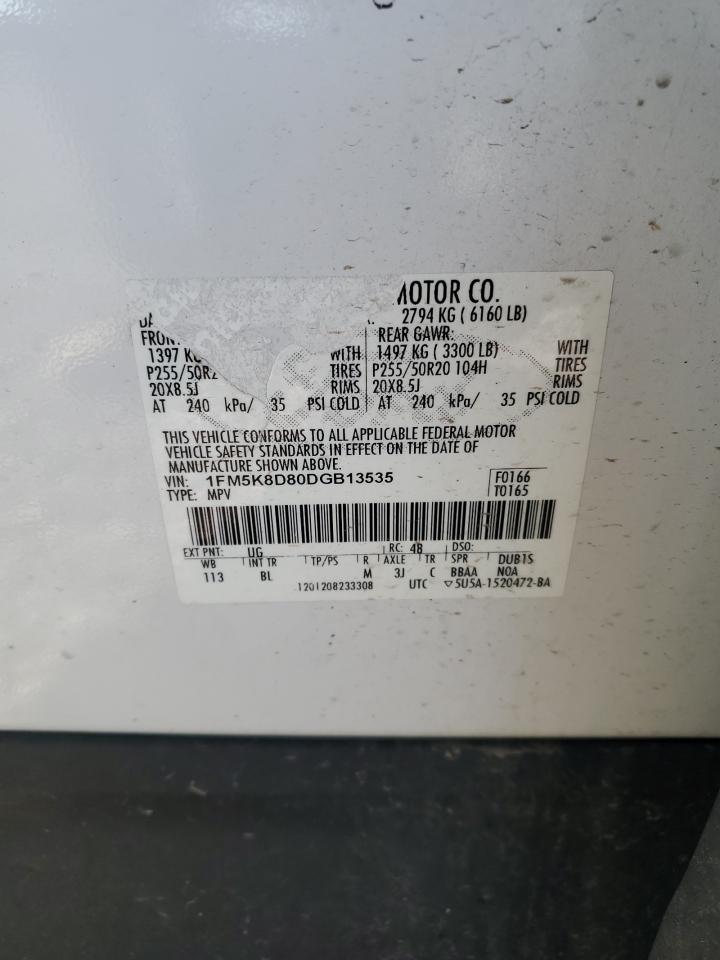 MOTOR CO.
2794 KG ( 6160 LB)
FRONT REAR GAWR:
1397 KG WITH 1497 KG ( 3300 LB) WITH
P255/50R2 TIRES P255/50R20 104H TIRES
20X8.5J RIMS 20X8.5J RIMS
AT 240 kPa/ 35 PSI COLD AT 240 kPa/ 35 PSI COLD
THIS VEHICLE CONFORMS TO ALL APPLICABLE FEDERAL MOTOR
VEHICLE SAFETY STANDARDS IN EFFECT ON THE DATE OF
MANUFACTURE SHOWN ABOVE.
VIN: 1FM5K8D80DGB13535 F0166
TYPE: MPV T0165
EXT PNT: UG RC: 48 DSO:
WB INT TR TP/PS R AXLE TR SPR DUB1S
113 BL M 3J C BBAA N0A
1201208233308 UTC ▽5U5A-1520472-BA